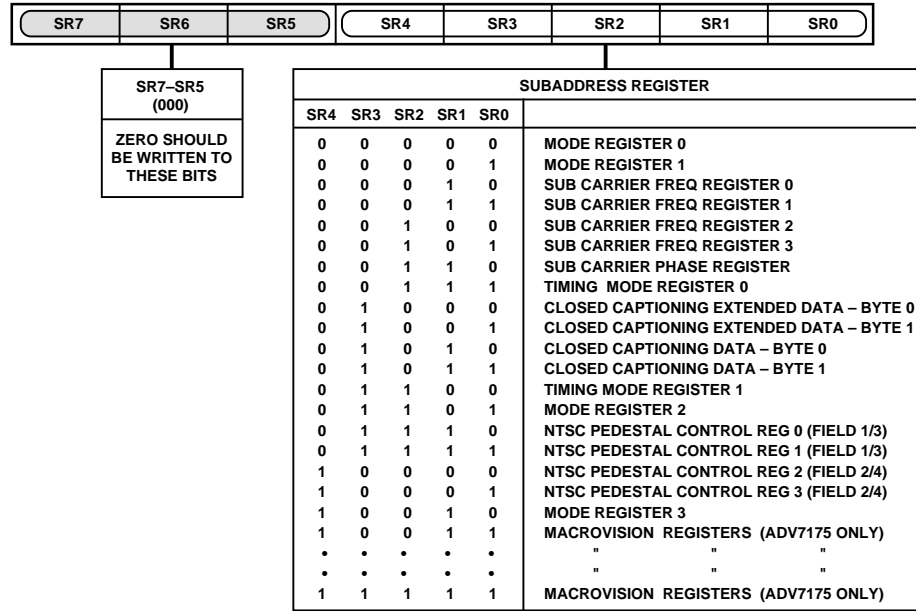 SR7 SR6 SR5 SR4 SR3 SR2 SR1 SR0
SR7–SR5
(000)
ZERO SHOULD
BE WRITTEN TO
THESE BITS
SUBADDRESS REGISTER
SR4 SR3 SR2 SR1 SR0
0 0 0 0 0 MODE REGISTER 0
0 0 0 0 1 MODE REGISTER 1
0 0 0 1 0 SUB CARRIER FREQ REGISTER 0
0 0 0 1 1 SUB CARRIER FREQ REGISTER 1
0 0 1 0 0 SUB CARRIER FREQ REGISTER 2
0 0 1 0 1 SUB CARRIER FREQ REGISTER 3
0 0 1 1 0 SUB CARRIER PHASE REGISTER
0 0 1 1 1 TIMING MODE REGISTER 0
0 1 0 0 0 CLOSED CAPTIONING EXTENDED DATA – BYTE 0
0 1 0 0 1 CLOSED CAPTIONING EXTENDED DATA – BYTE 1
0 1 0 1 0 CLOSED CAPTIONING DATA – BYTE 0
0 1 0 1 1 CLOSED CAPTIONING DATA – BYTE 1
0 1 1 0 0 TIMING MODE REGISTER 1
0 1 1 0 1 MODE REGISTER 2
0 1 1 1 0 NTSC PEDESTAL CONTROL REG 0 (FIELD 1/3)
0 1 1 1 1 NTSC PEDESTAL CONTROL REG 1 (FIELD 1/3)
1 0 0 0 0 NTSC PEDESTAL CONTROL REG 2 (FIELD 2/4)
1 0 0 0 1 NTSC PEDESTAL CONTROL REG 3 (FIELD 2/4)
1 0 0 1 0 MODE REGISTER 3
1 0 0 1 1 MACROVISION REGISTERS (ADV7175 ONLY)
• • • • • " " "
• • • • • " " "
1 1 1 1 1 MACROVISION REGISTERS (ADV7175 ONLY)